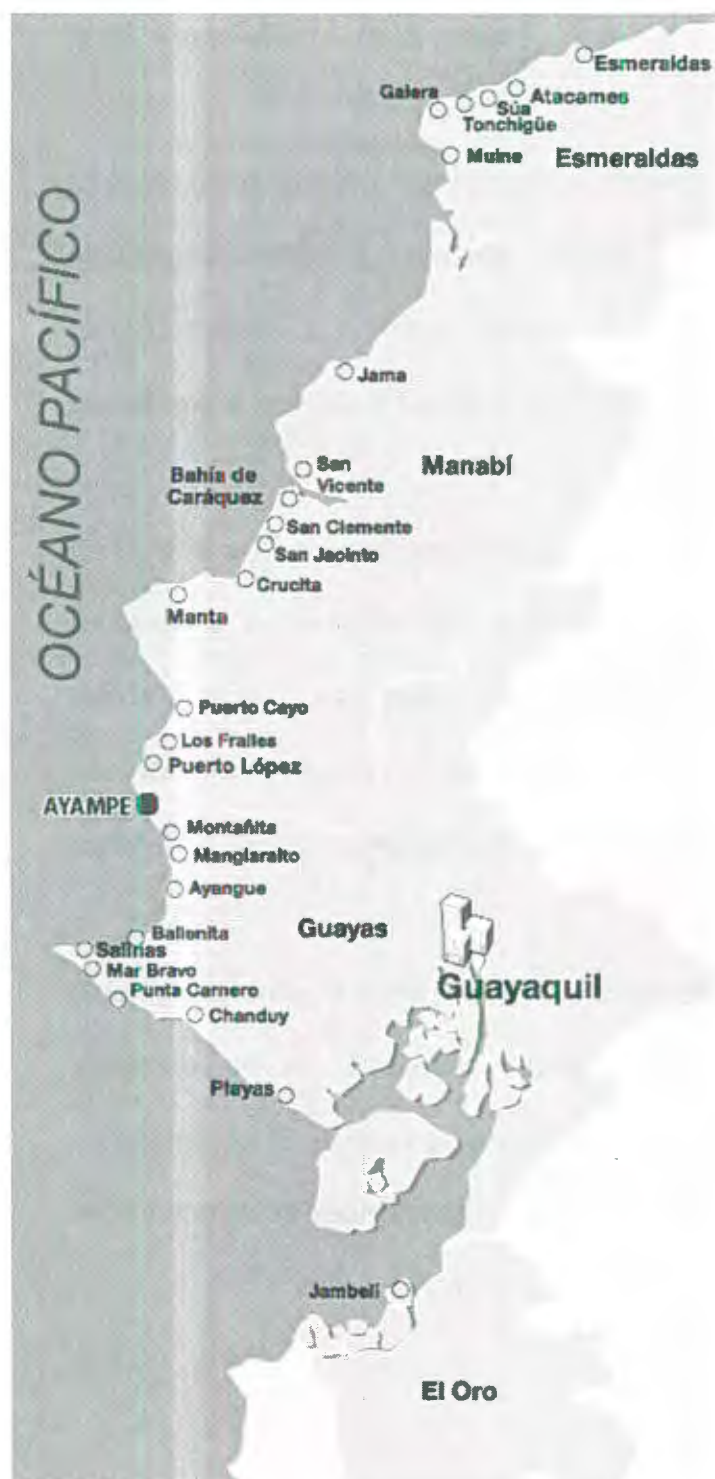 Esmeraldas
Galera
Atacames
Súa
Tonchigüe
Muine
Esmeraldas
OCÉANO PACÍFICO
Jama
San
Vicente
Manabí
Bahía de
Caráquez
San Clemente
San Jacinto
Crucita
Manta
Puerto Cayo
Los Frailes
Puerto López
AYAMPE
Montañita
Manglaralto
Ayangue
Guayas
Ballenita
Salinas
Mar Bravo
Punta Carnero
Guayaquil
Chanduy
Playas
Jambelí
El Oro